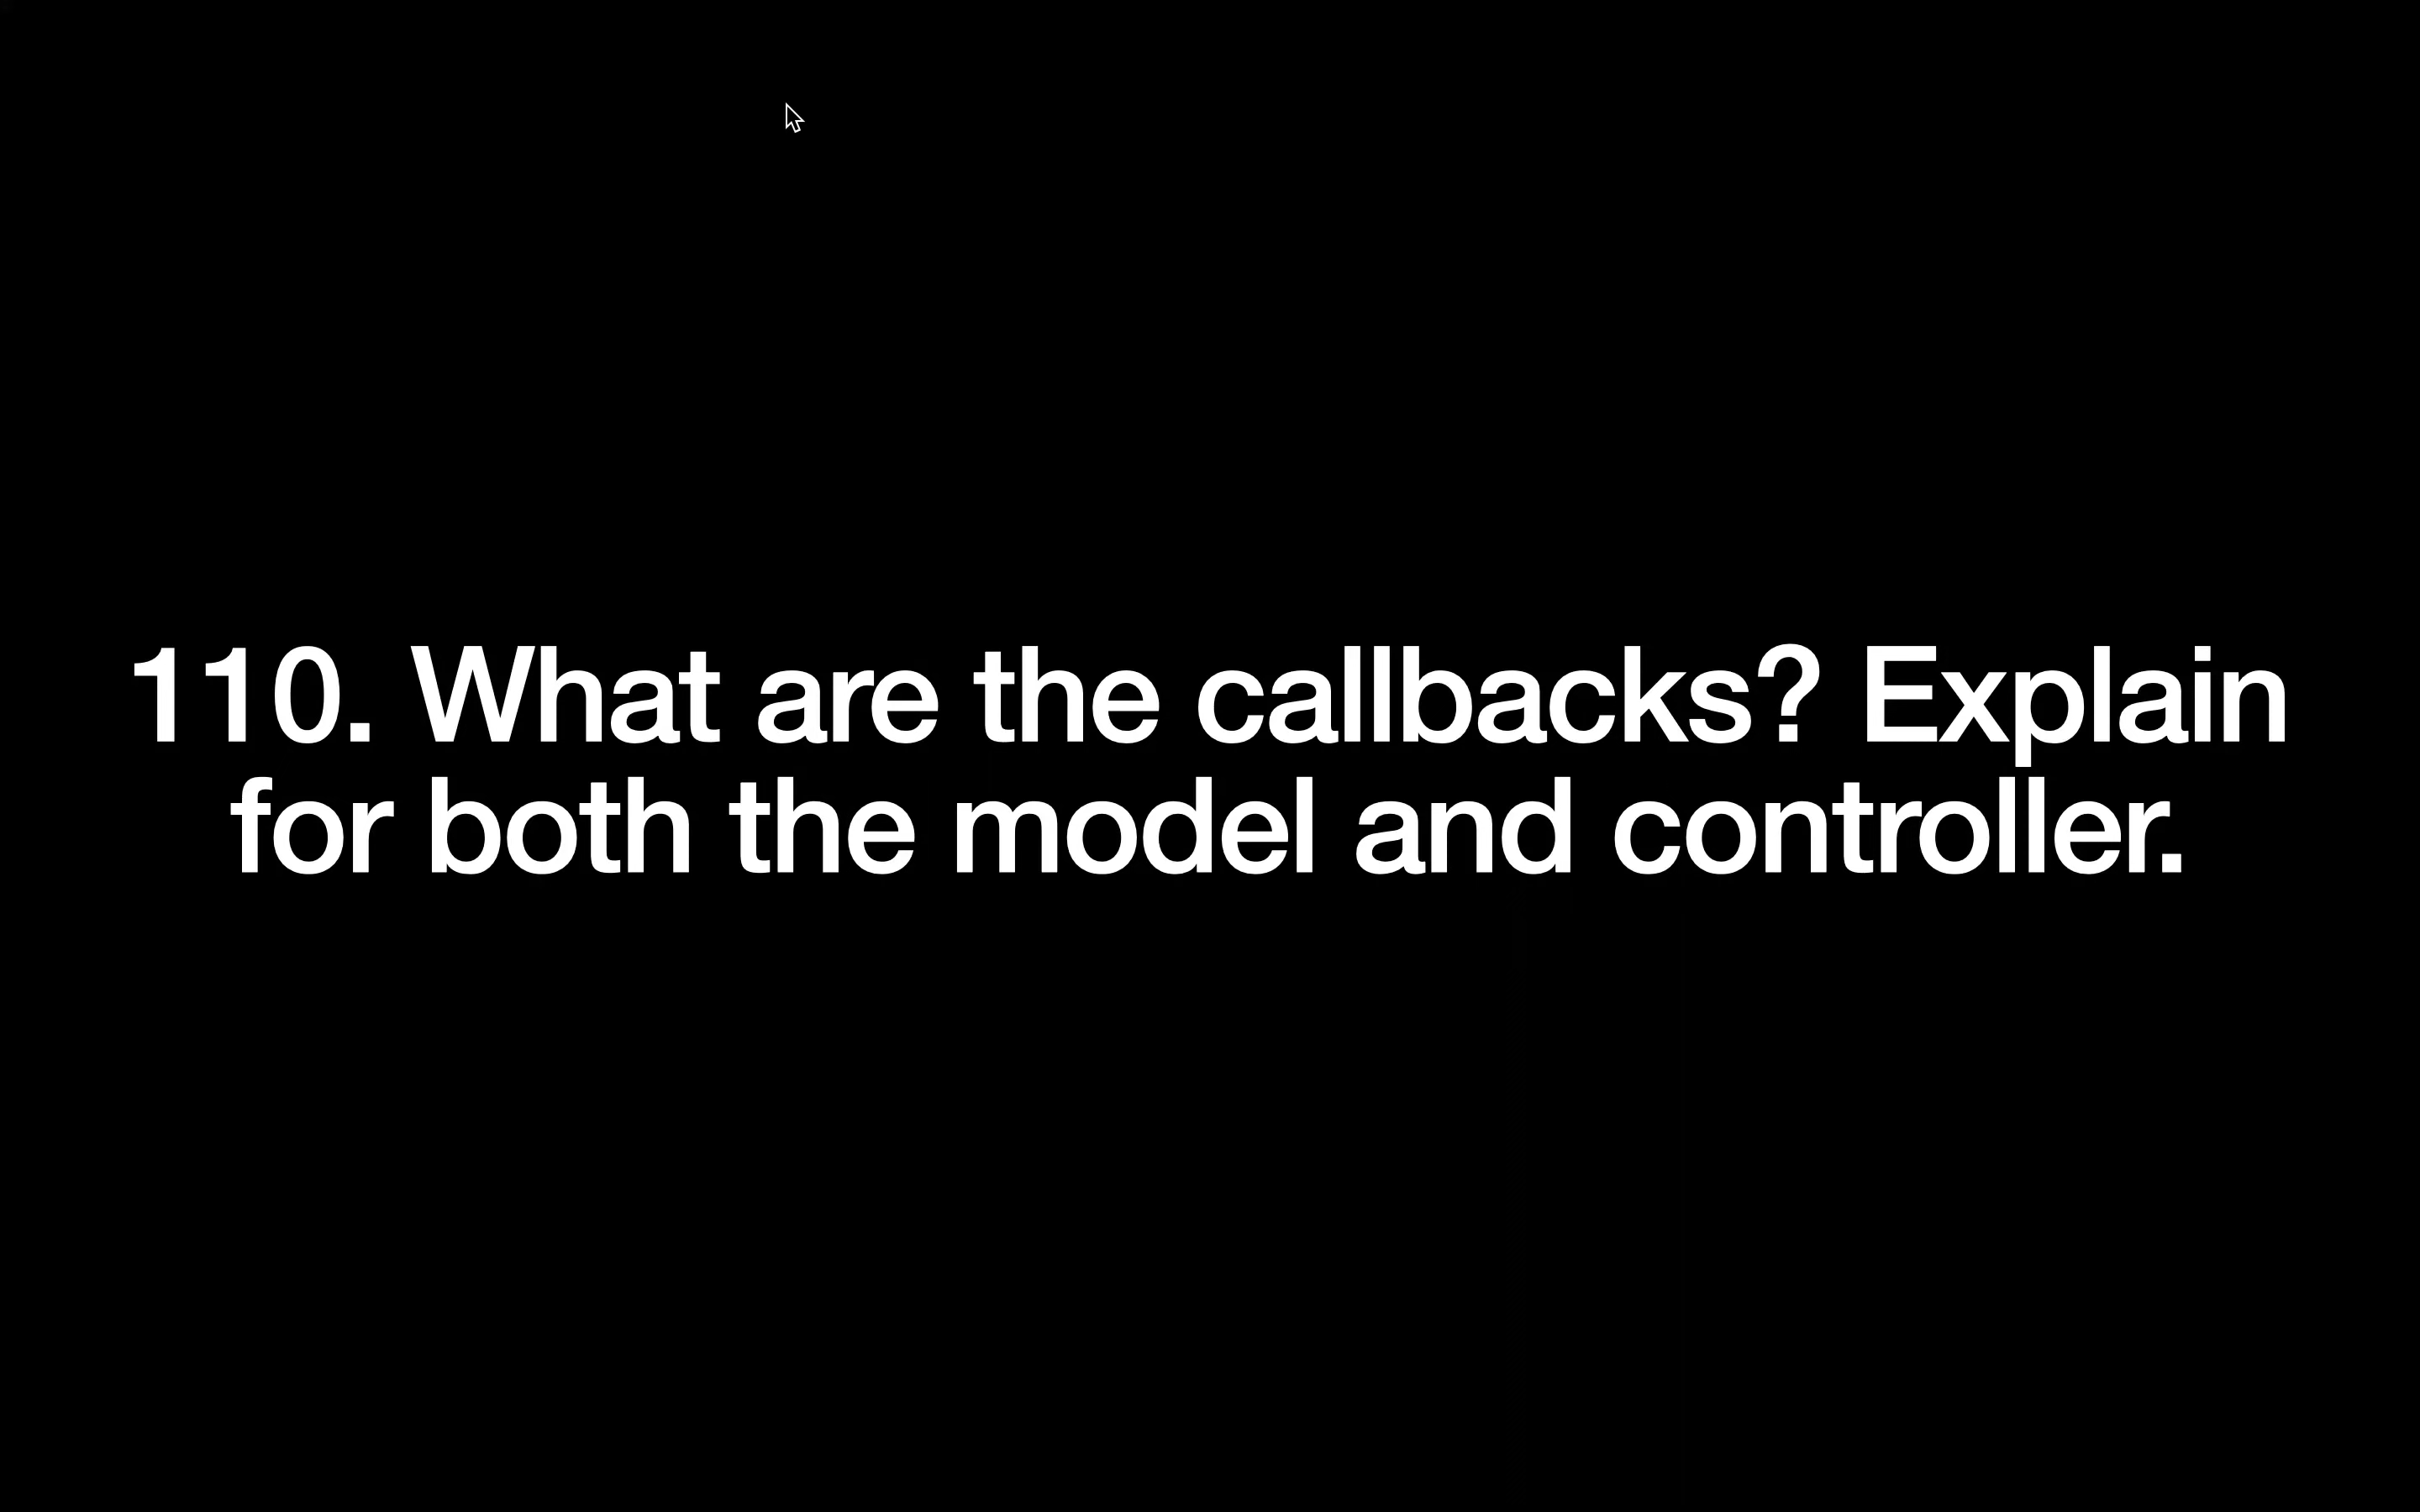 110. What are the callbacks? Explain
for both the model and controller.